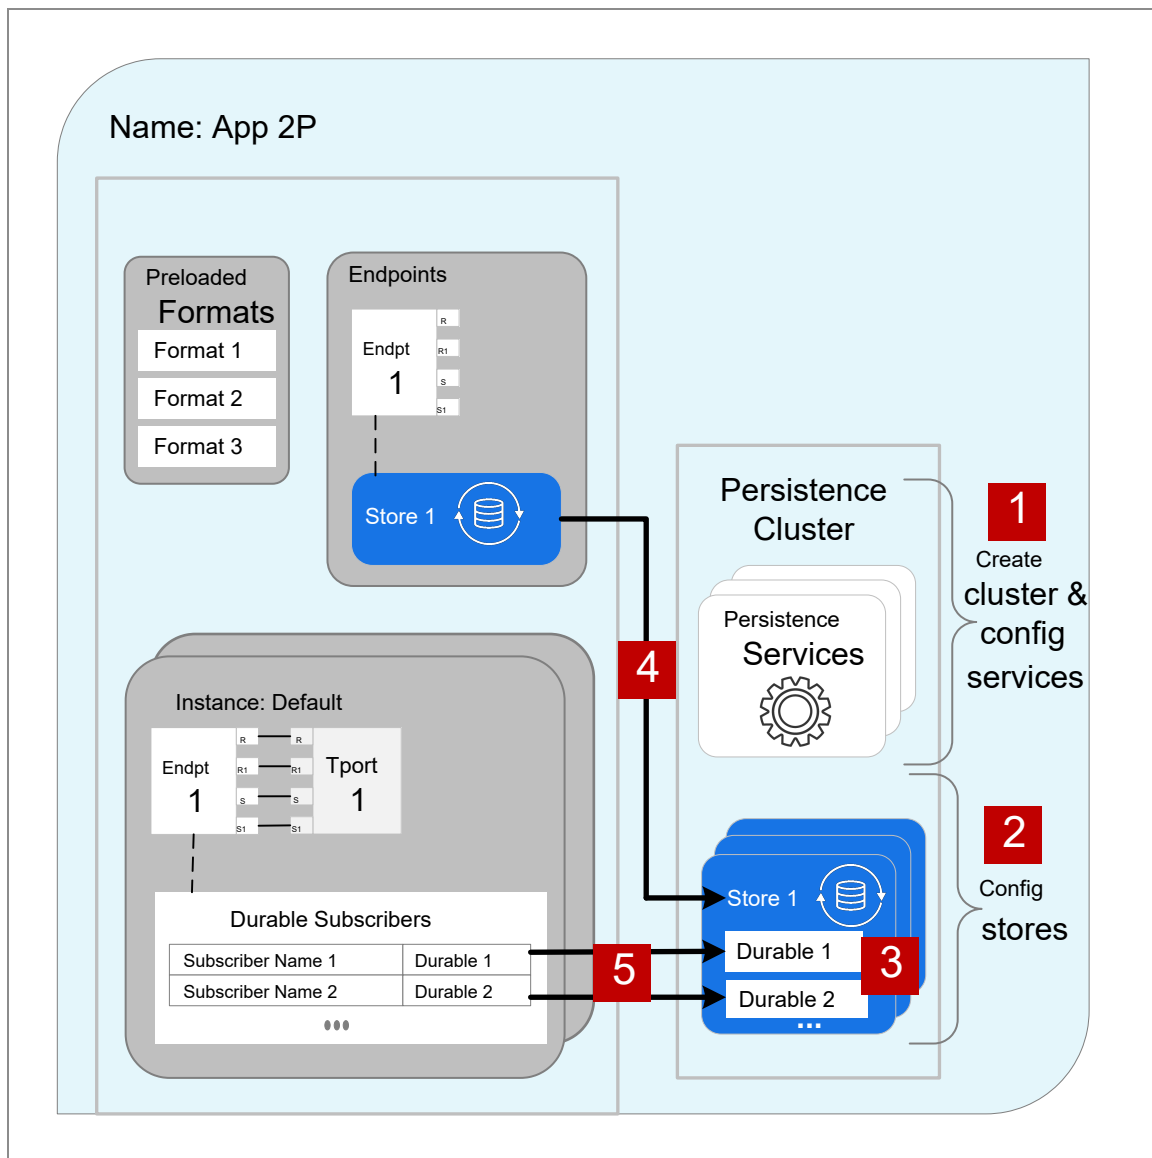 Name: App 2P
Preloaded
Formats
Format 1
Format 2
Format 3
Endpoints
Endpt
1
R
R1
S
S1
Store 1
Persistence
Cluster
Persistence
Services
1
Create
cluster &
config
services
4
Instance: Default
Endpt
1
R
R1
S
S1
R
R1
S
S1
Tport
1
Durable Subscribers
Subscriber Name 1 Durable 1
Subscriber Name 2 Durable 2
5
Store 1
Durable 1
Durable 2
...
3
2
Config
stores